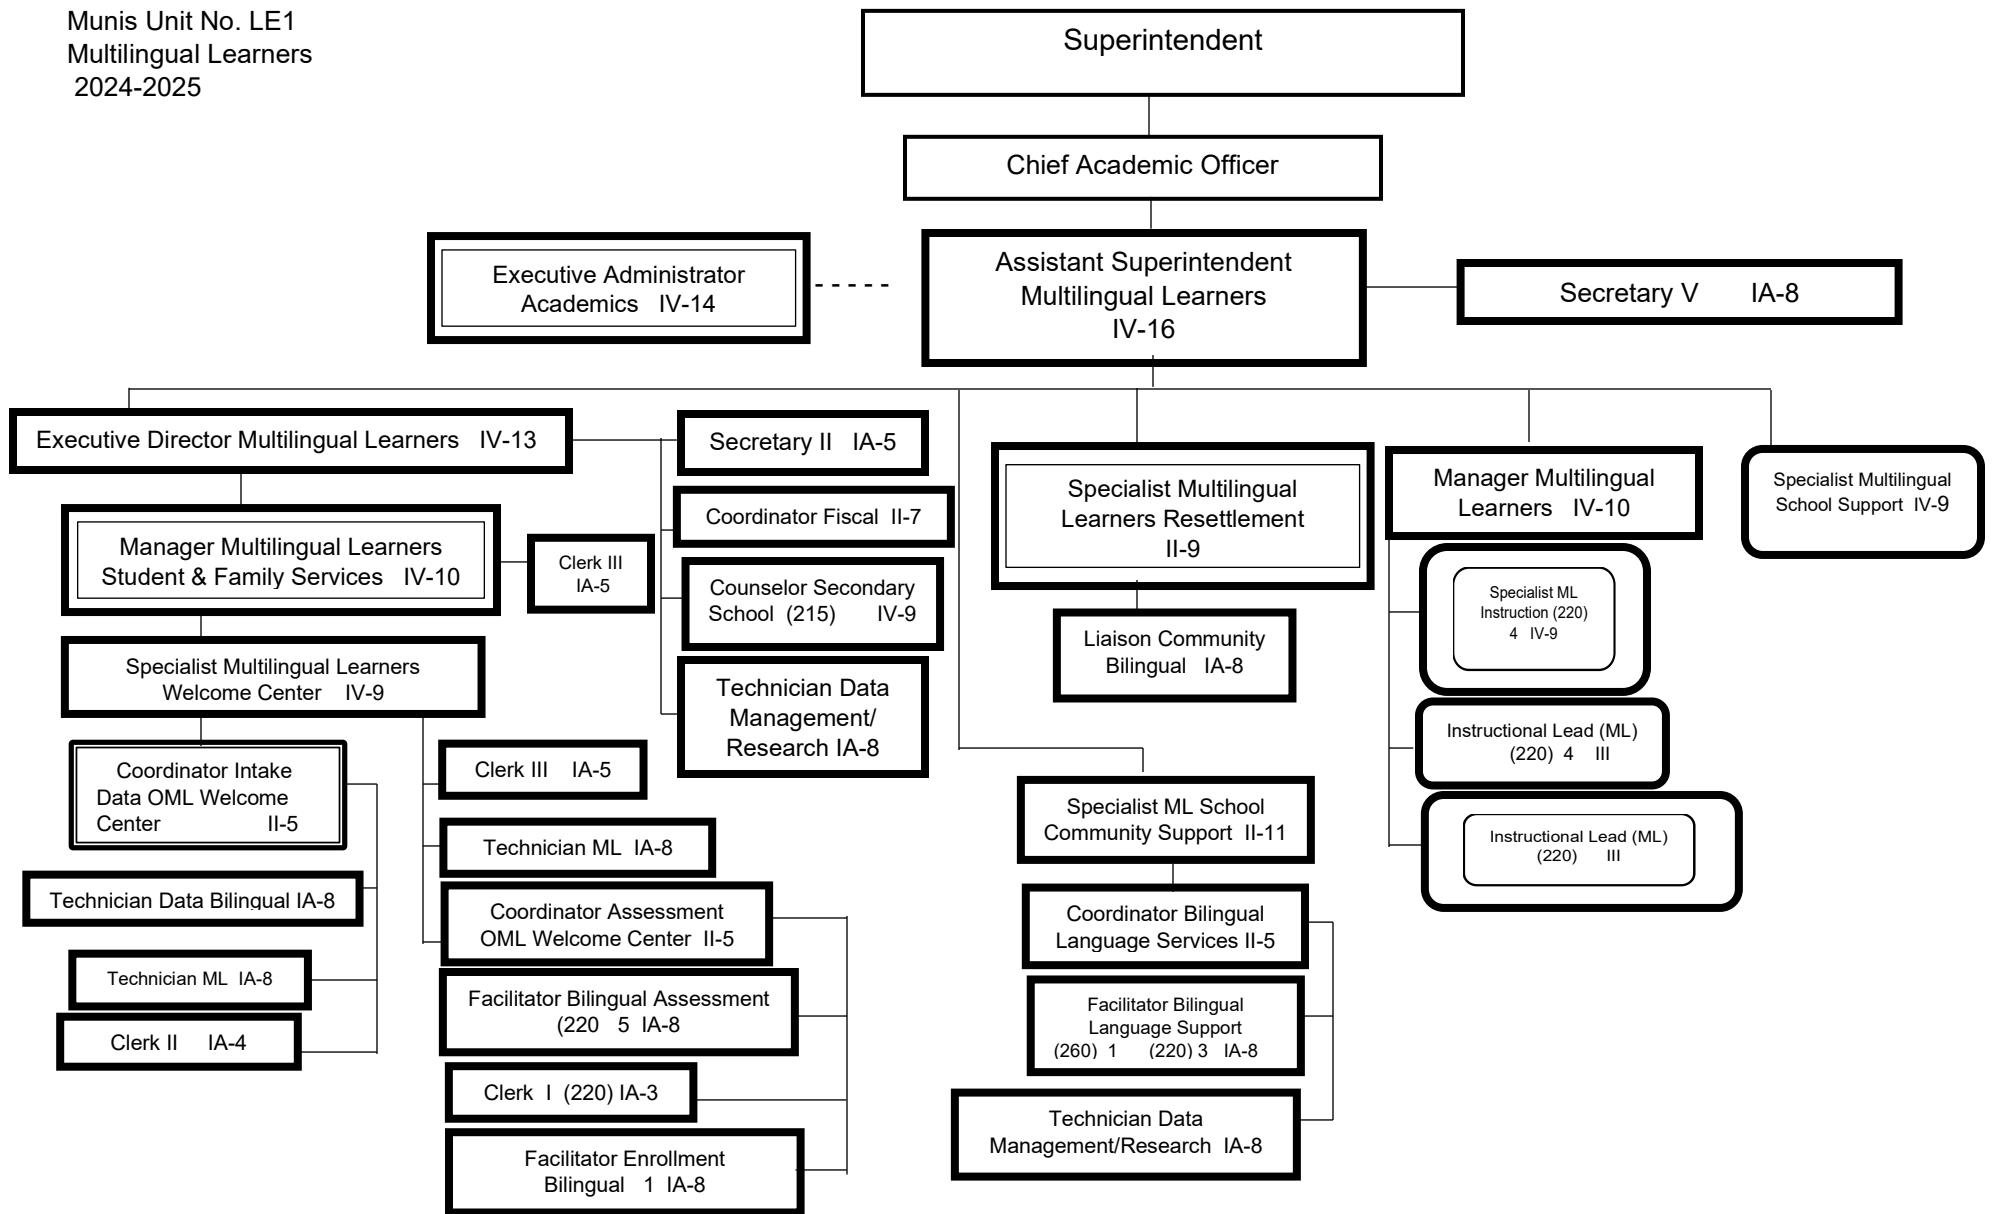 Munis Unit No. LE1
Multilingual Learners
2024-2025
Superintendent
Chief Academic Officer
Executive Administrator
Academics IV-14
Assistant Superintendent
Multilingual Learners
IV-16
Secretary V IA-8
Executive Director Multilingual Learners IV-13
Secretary II IA-5
Coordinator Fiscal II-7
Counselor Secondary
School (215) IV-9
Technician Data
Management/
Research IA-8
Manager Multilingual Learners
Student & Family Services IV-10
Clerk III
IA-5
Specialist Multilingual Learners
Welcome Center IV-9
Coordinator Intake
Data OML Welcome
Center II-5
Technician Data Bilingual IA-8
Technician ML IA-8
Clerk II IA-4
Clerk III IA-5
Technician ML IA-8
Coordinator Assessment
OML Welcome Center II-5
Facilitator Bilingual Assessment
(220 5 IA-8
Clerk I (220) IA-3
Facilitator Enrollment
Bilingual 1 IA-8
Specialist Multilingual
Learners Resettlement
II-9
Liaison Community
Bilingual IA-8
Specialist ML School
Community Support II-11
Coordinator Bilingual
Language Services II-5
Facilitator Bilingual
Language Support
(260) 1 (220) 3 IA-8
Technician Data
Management/Research IA-8
Manager Multilingual
Learners IV-10
Specialist ML
Instruction (220)
4 IV-9
Instructional Lead (ML)
(220) 4 III
Instructional Lead (ML)
(220) III
Specialist Multilingual
School Support IV-9